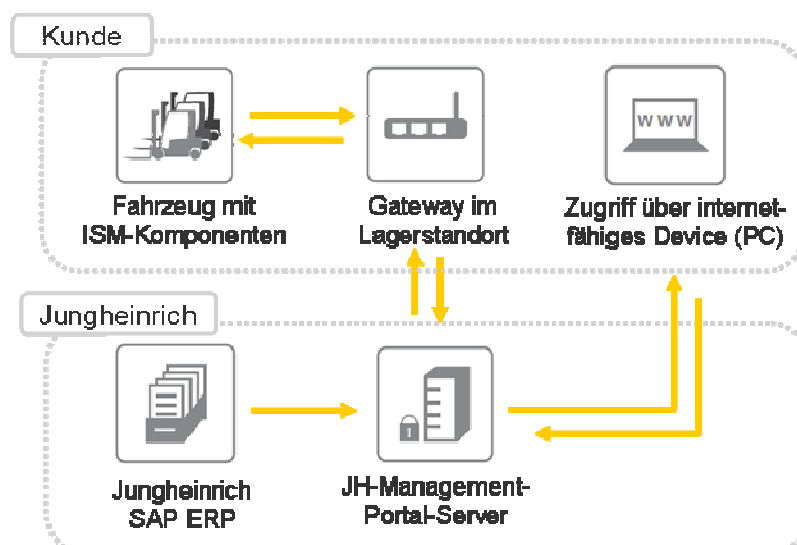 Kunde
WWW
Fahrzeug mit
ISM-Komponenten
Gateway im
Lagerstandort
Zugriff über internet-
fähiges Device (PC)
Jungheinrich
Jungheinrich
SAP ERP
JH-Management-
Portal-Server